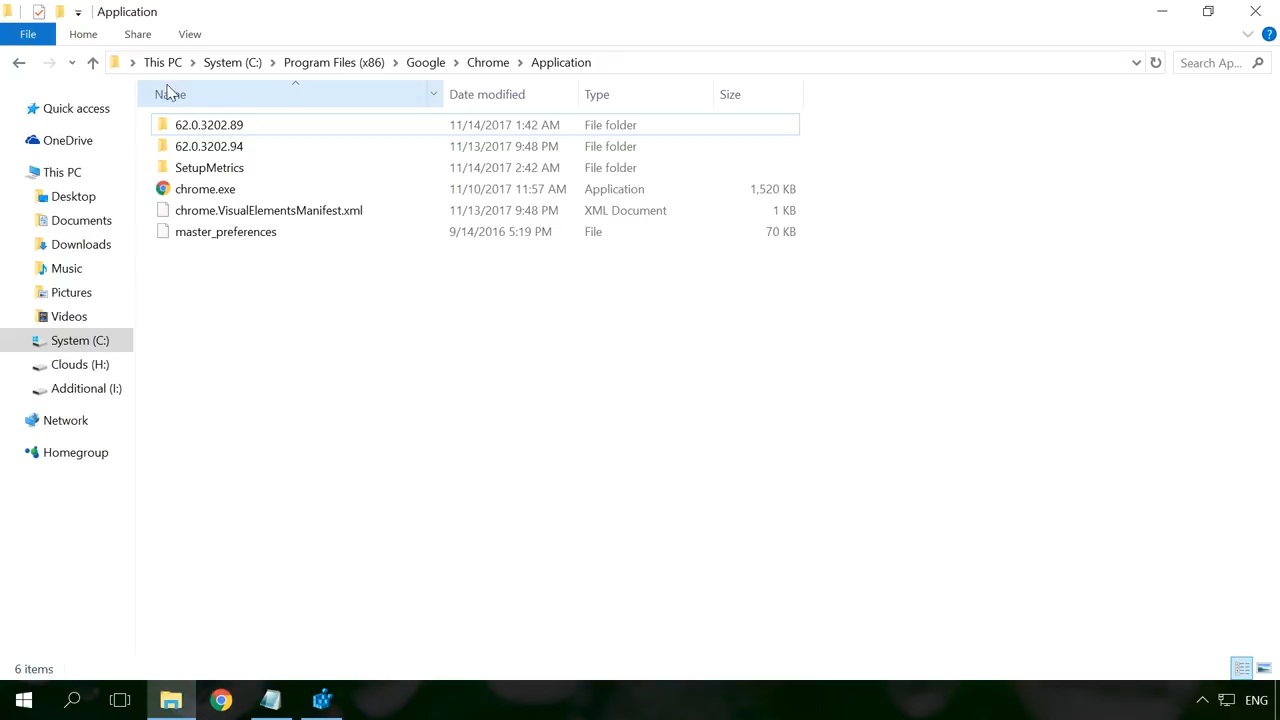 Application
File Home Share View
This PC System (C:) Program Files (x86) Google Chrome Application Search Ap...
Name Date modified Type Size
Quick access
OneDrive
This PC
Desktop
Documents
Downloads
Music
Pictures
Videos
System (C:)
Clouds (H:)
Additional (I:)
Network
Homegroup
62.0.3202.89 11/14/2017 1:42 AM File folder
62.0.3202.94 11/13/2017 9:48 PM File folder
SetupMetrics 11/14/2017 2:42 AM File folder
chrome.exe 11/10/2017 11:57 AM Application 1,520 KB
chrome.VisualElementsManifest.xml 11/13/2017 9:48 PM XML Document 1 KB
master_preferences 9/14/2016 5:19 PM File 70 KB
6 items
ENG